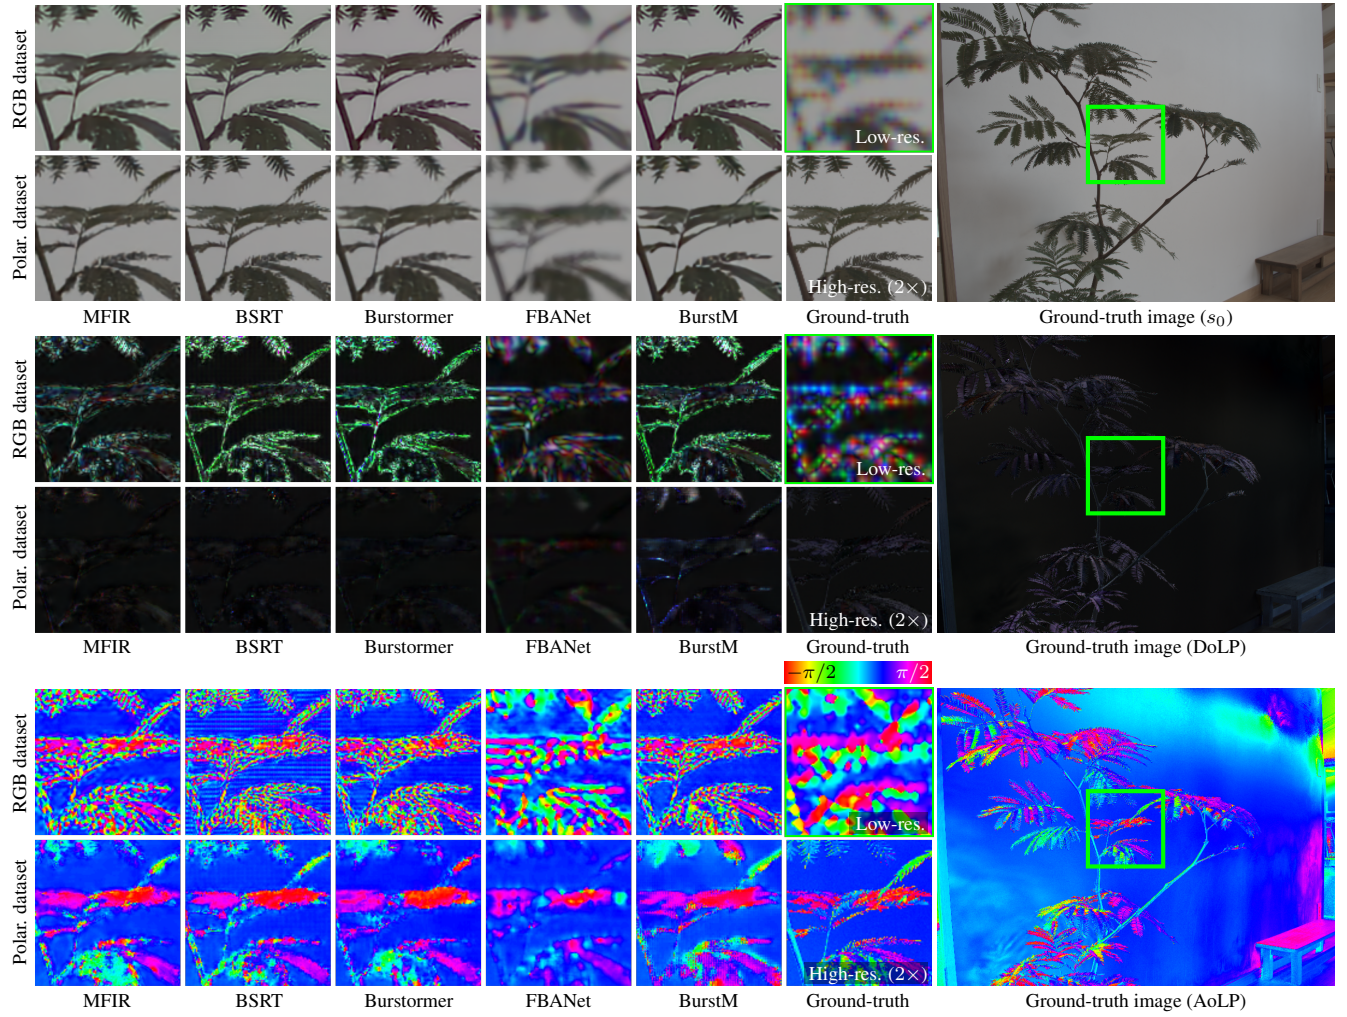 RGB dataset
Low-res.
Polar. dataset
High-res. (2×)
MFIR
BSRT
Burstormer
FBANet
BurstM
Ground-truth
Ground-truth image (s₀)
RGB dataset
Low-res.
Polar. dataset
High-res. (2×)
MFIR
BSRT
Burstormer
FBANet
BurstM
Ground-truth
Ground-truth image (DoLP)
−π/2
π/2
RGB dataset
Low-res.
Polar. dataset
High-res. (2×)
MFIR
BSRT
Burstormer
FBANet
BurstM
Ground-truth
Ground-truth image (AoLP)